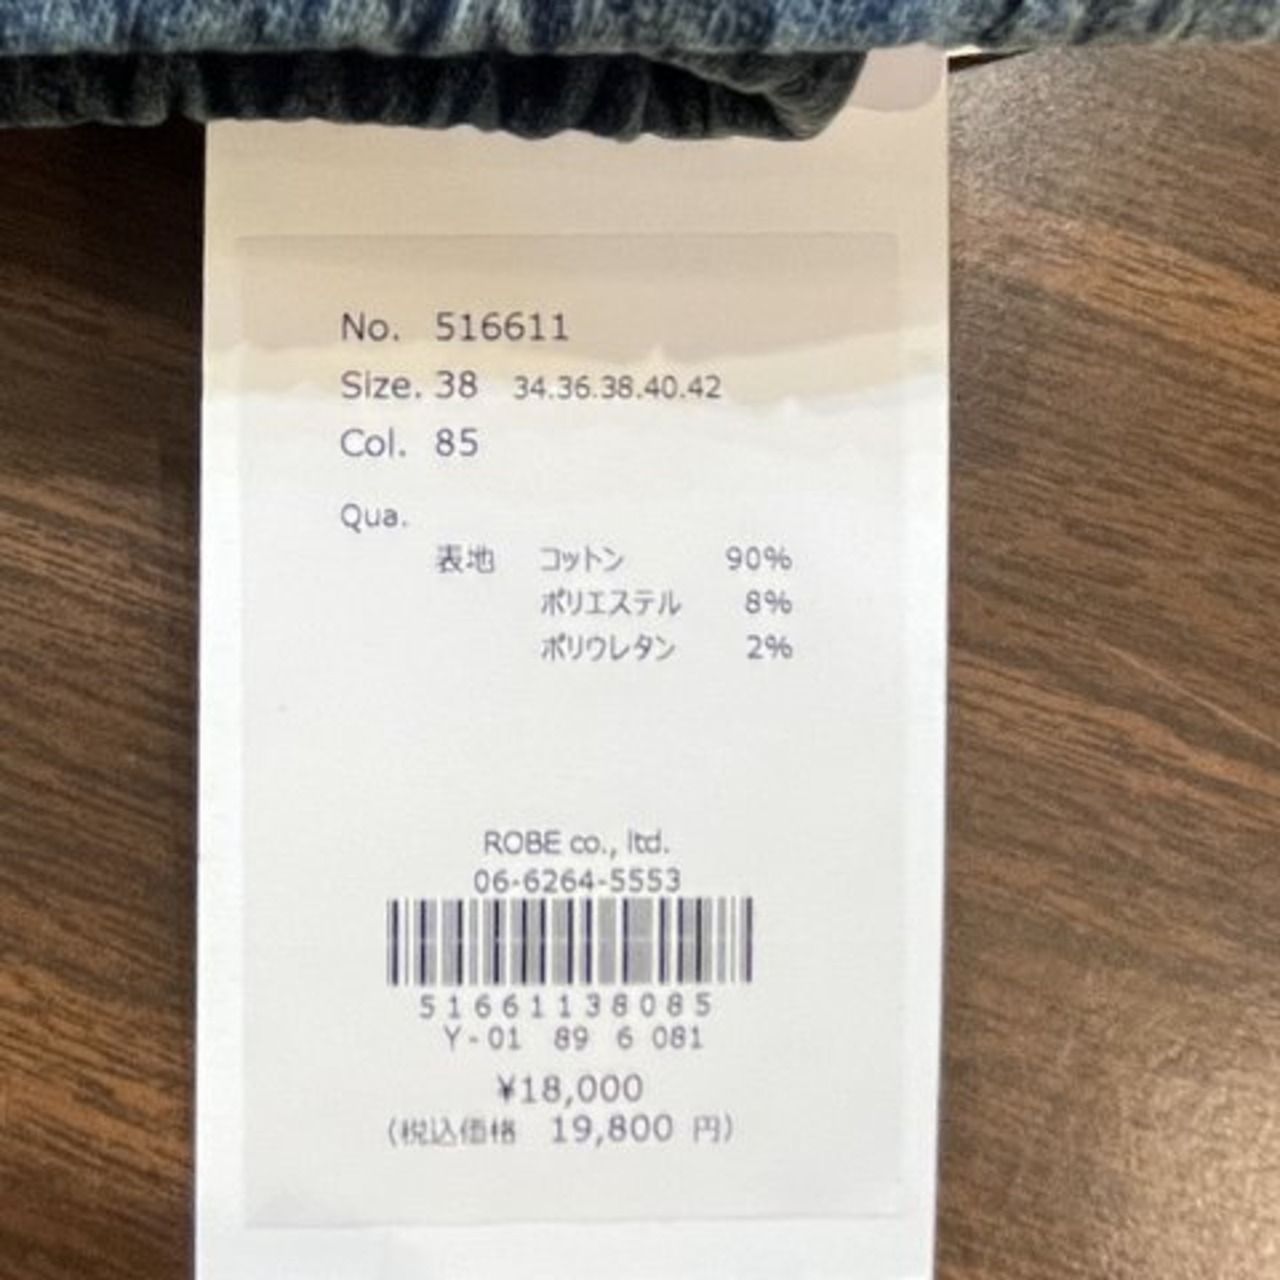 No. 516611
Size. 38 34.36.38.40.42
Col. 85
Qua.
表地 コットン 90%
ポリエステル 8%
ポリウレタン 2%
ROBE co., ltd.
06-6264-5553
51661138085
Y-01 89 6 081
¥18,000
(税込価格 19,800 円)